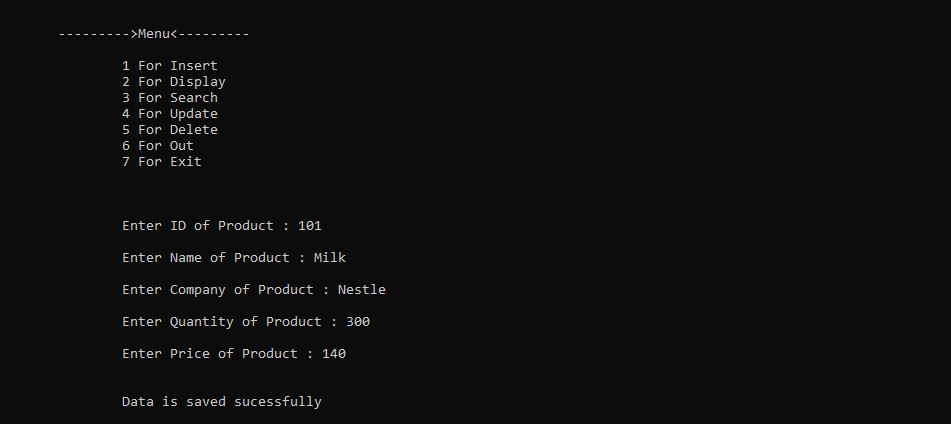 --------->Menu<---------
1 For Insert
2 For Display
3 For Search
4 For Update
5 For Delete
6 For Out
7 For Exit
Enter ID of Product : 101
Enter Name of Product : Milk
Enter Company of Product : Nestle
Enter Quantity of Product : 300
Enter Price of Product : 140
Data is saved sucessfully